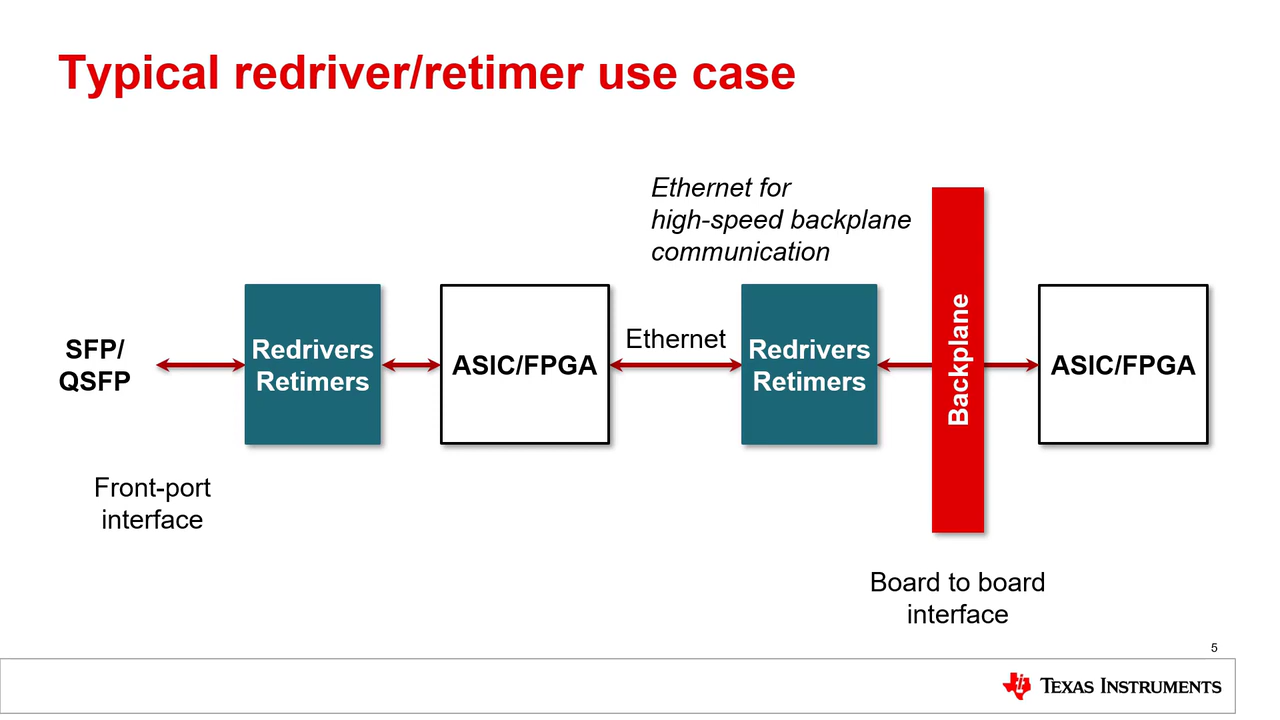 Typical redriver/retimer use case
Ethernet for
high-speed backplane
communication
SFP/
QSFP
Redrivers
Retimers
ASIC/FPGA
Ethernet
Redrivers
Retimers
Backplane
ASIC/FPGA
Front-port
interface
Board to board
interface
5
TEXAS INSTRUMENTS